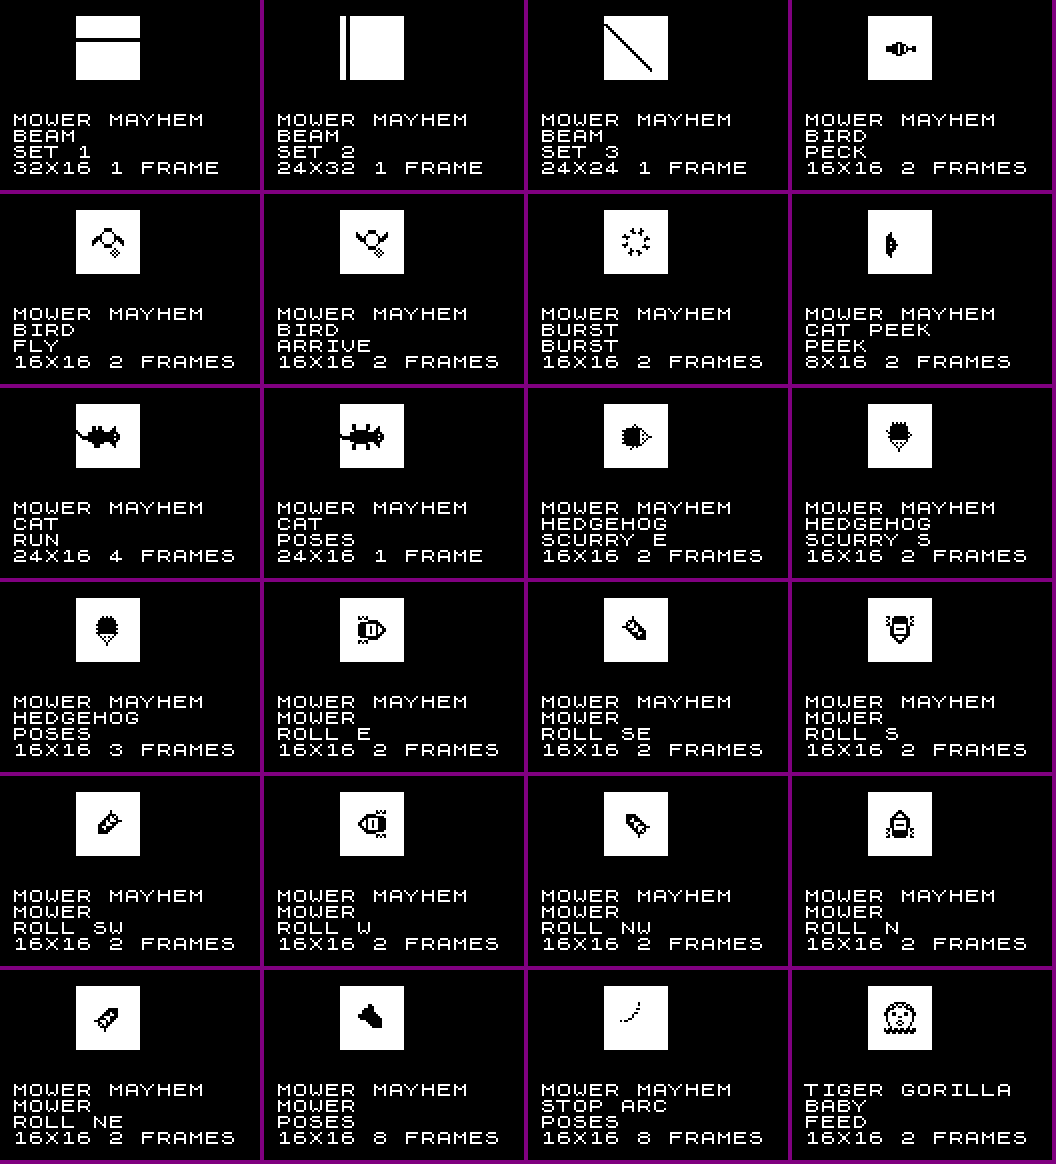 MOWER MAYHEM
BEAM
SET 1
32X16 1 FRAME
MOWER MAYHEM
BEAM
SET 2
24X32 1 FRAME
MOWER MAYHEM
BEAM
SET 3
24X24 1 FRAME
MOWER MAYHEM
BIRD
PECK
16X16 2 FRAMES
MOWER MAYHEM
BIRD
FLY
16X16 2 FRAMES
MOWER MAYHEM
BIRD
ARRIVE
16X16 2 FRAMES
MOWER MAYHEM
BURST
BURST
16X16 2 FRAMES
MOWER MAYHEM
CAT PEEK
PEEK
8X16 2 FRAMES
MOWER MAYHEM
CAT
RUN
24X16 4 FRAMES
MOWER MAYHEM
CAT
POSES
24X16 1 FRAME
MOWER MAYHEM
HEDGEHOG
SCURRY E
16X16 2 FRAMES
MOWER MAYHEM
HEDGEHOG
SCURRY S
16X16 2 FRAMES
MOWER MAYHEM
HEDGEHOG
POSES
16X16 3 FRAMES
MOWER MAYHEM
MOWER
ROLL E
16X16 2 FRAMES
MOWER MAYHEM
MOWER
ROLL SE
16X16 2 FRAMES
MOWER MAYHEM
MOWER
ROLL S
16X16 2 FRAMES
MOWER MAYHEM
MOWER
ROLL SW
16X16 2 FRAMES
MOWER MAYHEM
MOWER
ROLL W
16X16 2 FRAMES
MOWER MAYHEM
MOWER
ROLL NW
16X16 2 FRAMES
MOWER MAYHEM
MOWER
ROLL N
16X16 2 FRAMES
MOWER MAYHEM
MOWER
ROLL NE
16X16 2 FRAMES
MOWER MAYHEM
MOWER
POSES
16X16 8 FRAMES
MOWER MAYHEM
STOP ARC
POSES
16X16 8 FRAMES
TIGER GORILLA
BABY
FEED
16X16 2 FRAMES